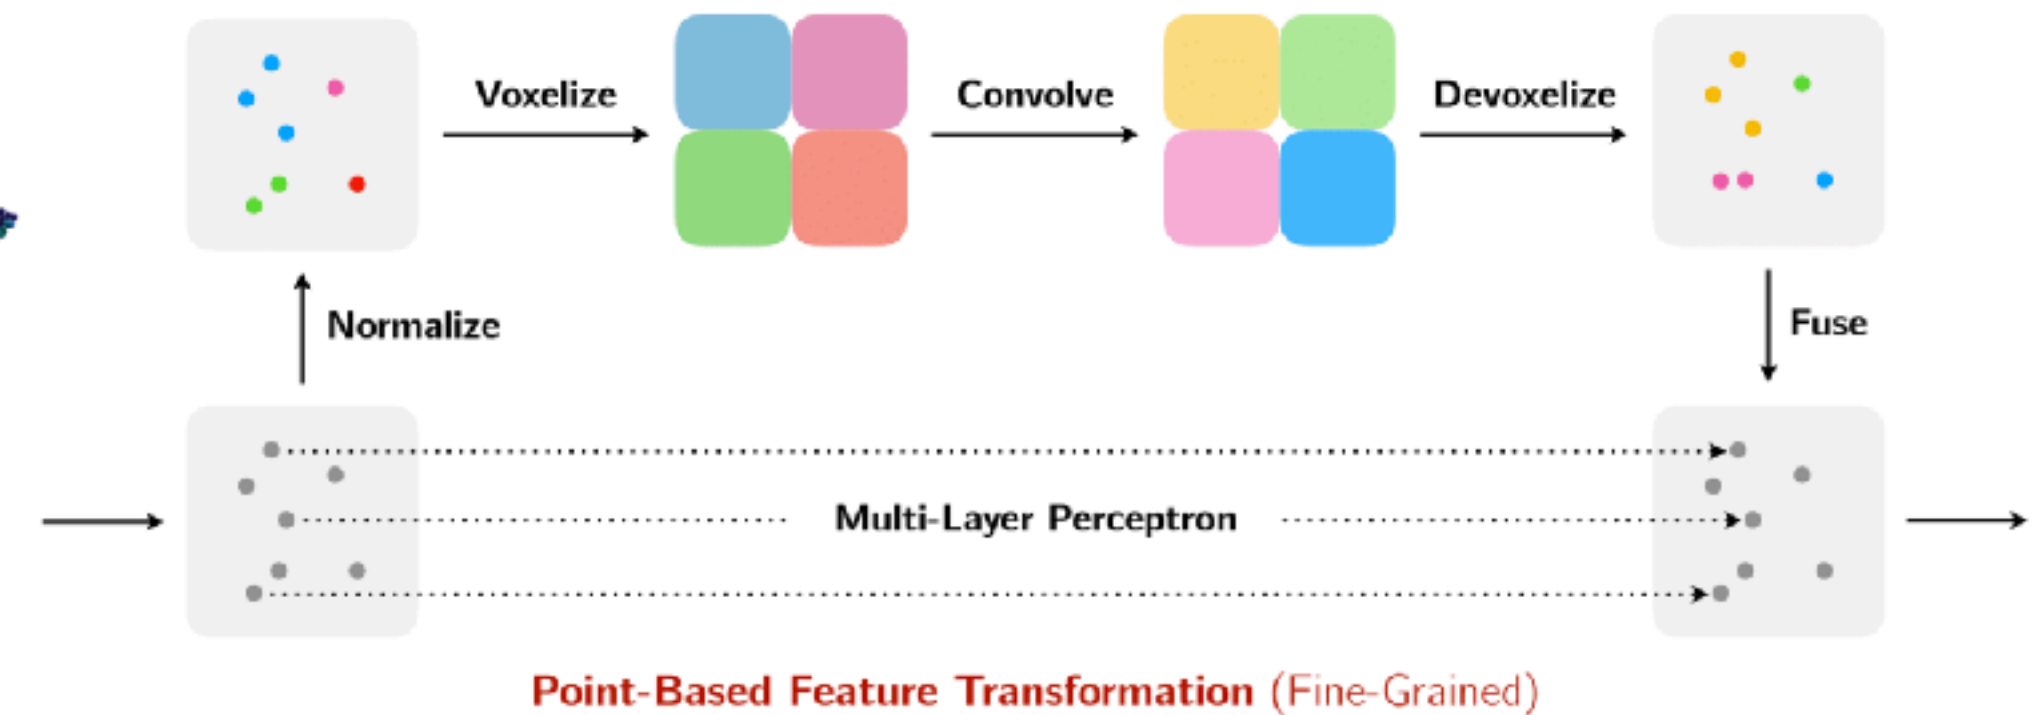 Voxelize
Convolve
Devoxelize
Normalize
Fuse
Multi-Layer Perceptron
Point-Based Feature Transformation (Fine-Grained)